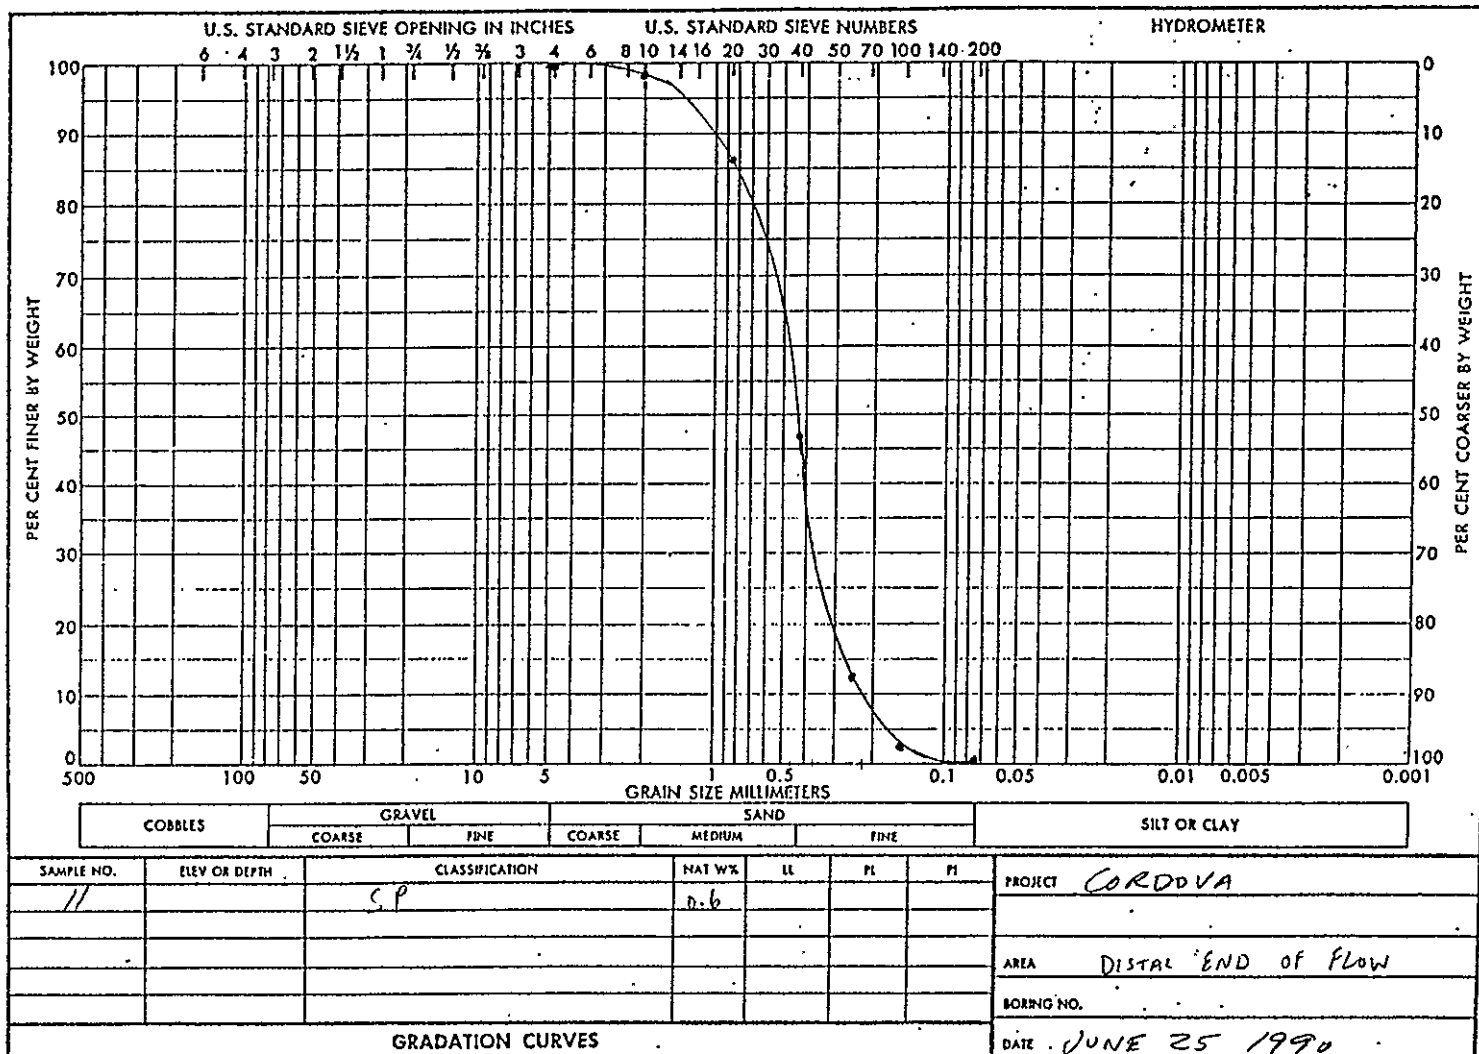 U.S. STANDARD SIEVE OPENING IN INCHES U.S. STANDARD SIEVE NUMBERS HYDROMETER
6 4 3 2 1½ 1 ¾ ½ ⅜ 3 4 6 8 10 14 16 20 30 40 50 70 100 140 200
100 0
90 10
80 20
70 30
60 40
50 50
40 60
30 70
20 80
10 90
0 100
PER CENT FINER BY WEIGHT
PER CENT COARSER BY WEIGHT
500 100 50 10 5 1 0.5 0.1 0.05 0.01 0.005 0.001
GRAIN SIZE MILLIMETERS
COBBLES GRAVEL SAND SILT OR CLAY
COARSE FINE COARSE MEDIUM FINE
SAMPLE NO. ELEV OR DEPTH CLASSIFICATION NAT W% LL PL PI PROJECT CORDOVA
11 SP 0.6
AREA DISTAL END OF FLOW
BORING NO.
GRADATION CURVES DATE JUNE 25 1990